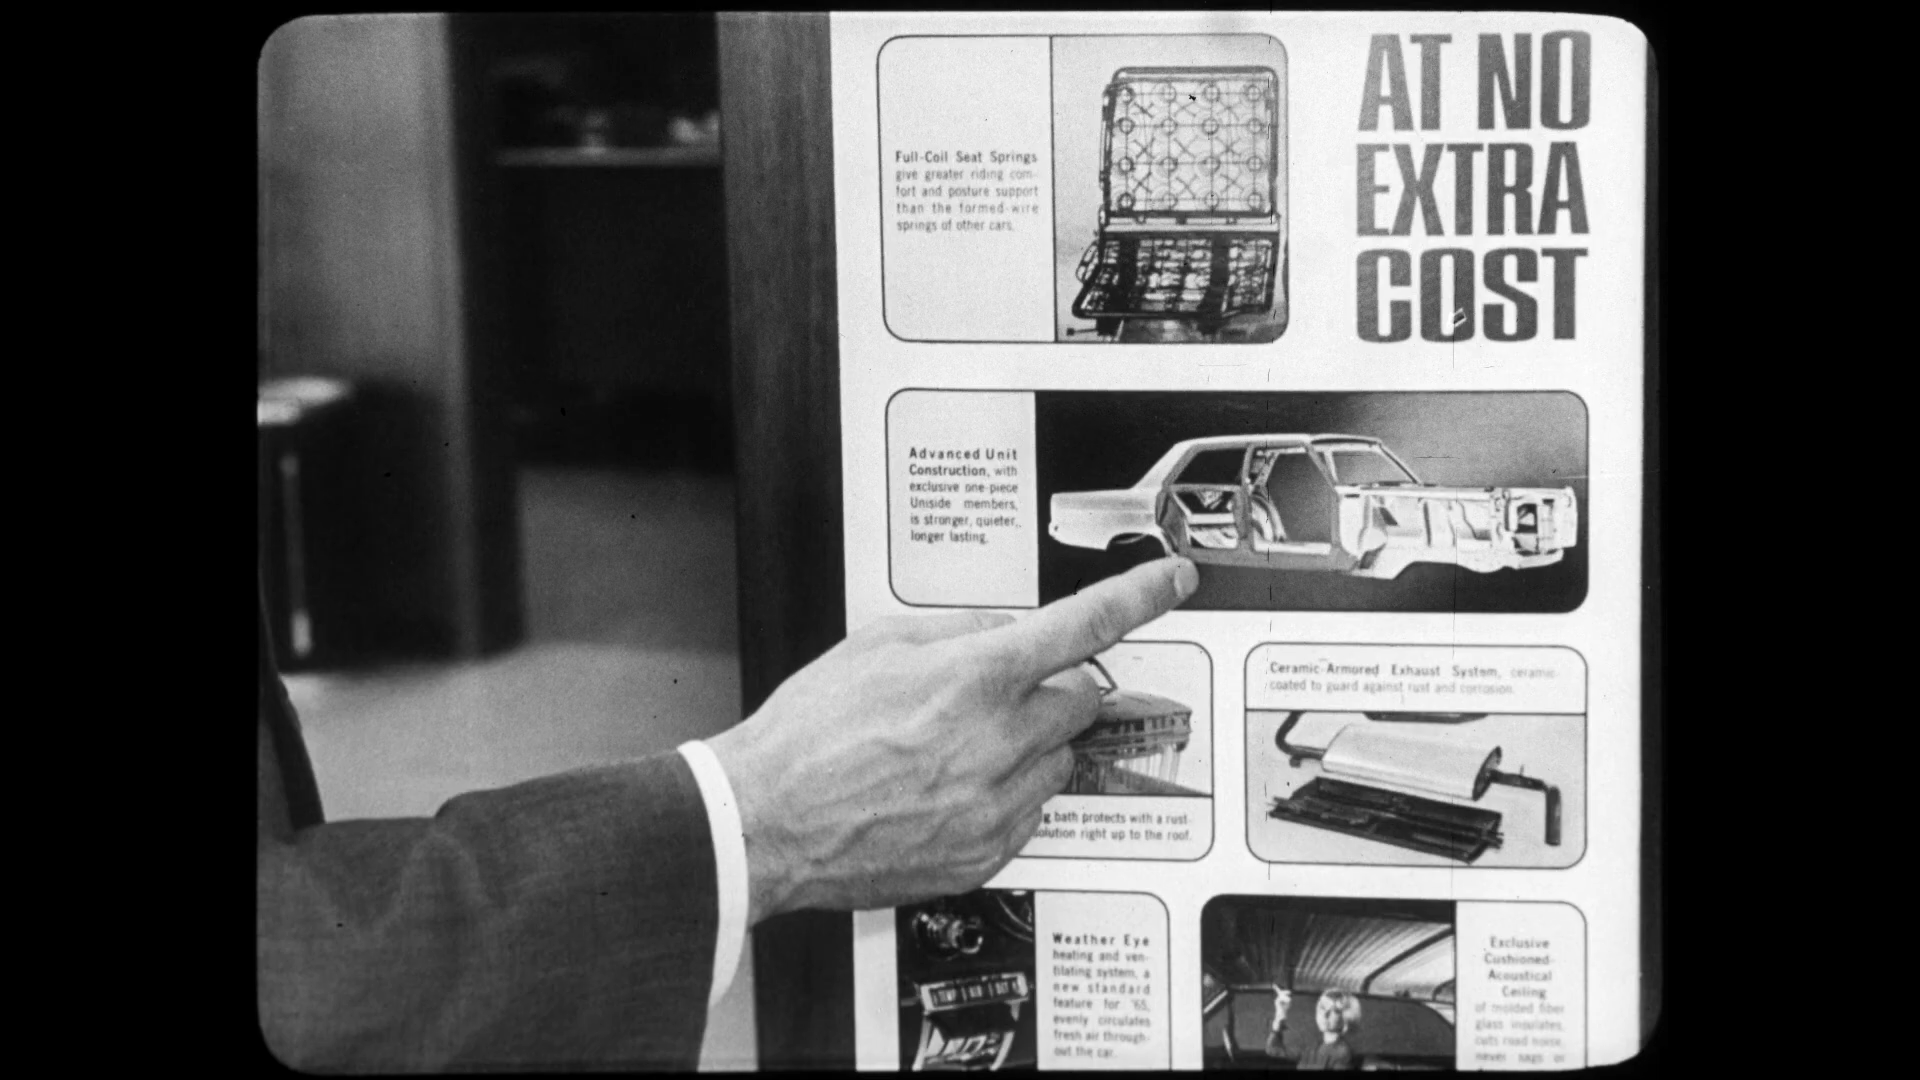 AT NO
EXTRA
COST
Full-Coil Seat Springs
give greater riding com-
fort and posture support
than the formed-wire
springs of other cars.
Advanced Unit
Construction, with
exclusive one-piece
Uniside members,
is stronger, quieter,
longer lasting.
g bath protects with a rust-
solution right up to the roof.
Ceramic-Armored Exhaust System, ceramic-
coated to guard against rust and corrosion.
Weather Eye
heating and ven-
tilating system, a
new standard
feature for '65,
evenly circulates
fresh air through-
out the car.
Exclusive
Cushioned-
Acoustical
Ceiling
of molded fiber
glass insulates,
cuts road noise,
never sags or